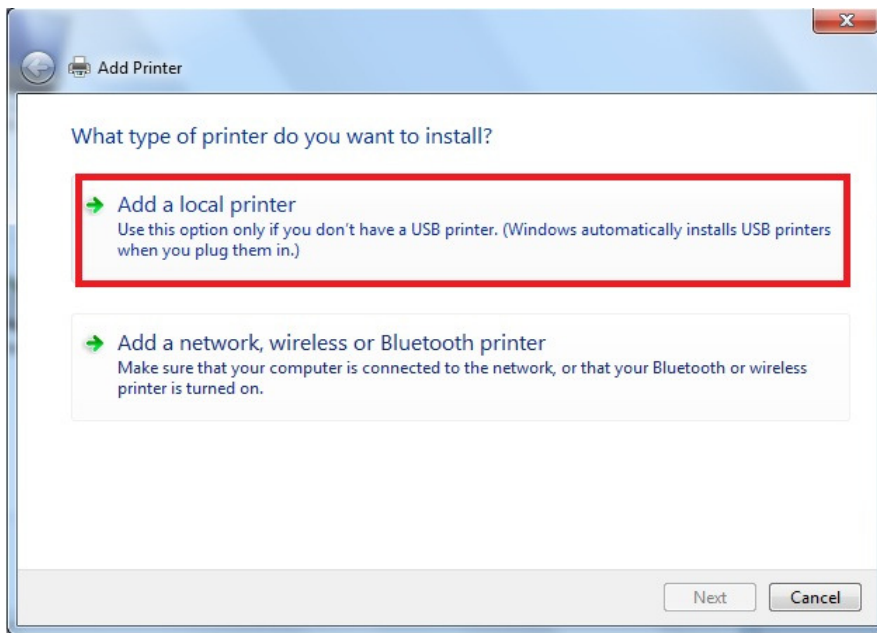 Add Printer
What type of printer do you want to install?
Add a local printer
Use this option only if you don't have a USB printer. (Windows automatically installs USB printers
when you plug them in.)
Add a network, wireless or Bluetooth printer
Make sure that your computer is connected to the network, or that your Bluetooth or wireless
printer is turned on.
Next
Cancel